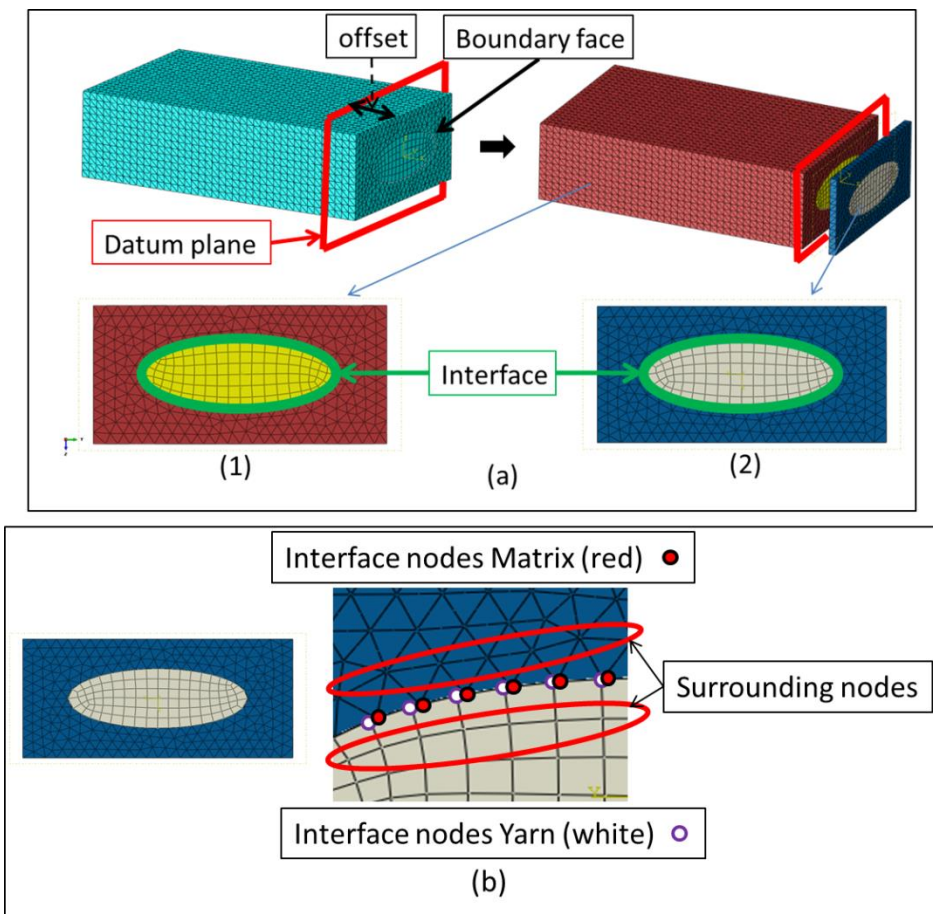 offset
Boundary face
Datum plane
Interface
(1)
(a)
(2)
Interface nodes Matrix (red)
Surrounding nodes
Interface nodes Yarn (white)
(b)